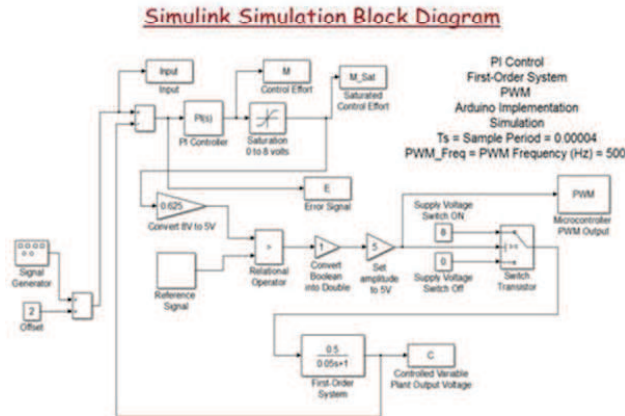 Simulink Simulation Block Diagram
Input
Input
M
Control Effort
M_Sat
Saturated
Control Effort
PI Control
First-Order System
PWM
Arduino Implementation
Simulation
Ts = Sample Period = 0.00004
PWM_Freq = PWM Frequency (Hz) = 500
PI(s)
PI Controller
Saturation
0 to 8 volts
E
Error Signal
0.625
Convert 8V to 5V
PWM
Microcontroller
PWM Output
Supply Voltage
Switch ON
8
>
Relational
Operator
1
Convert
Boolean
into Double
5
Set
amplitude
to 5V
0
Supply Voltage
Switch Off
Switch
Transistor
Reference
Signal
Signal
Generator
2
Offset
0.5
0.05s+1
First-Order
System
C
Controlled Variable
Plant Output Voltage